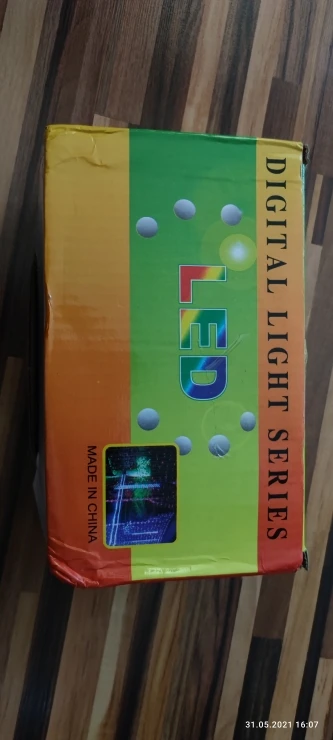 DIGITAL LIGHT SERIES
LED
MADE IN CHINA
31.05.2021 16:07